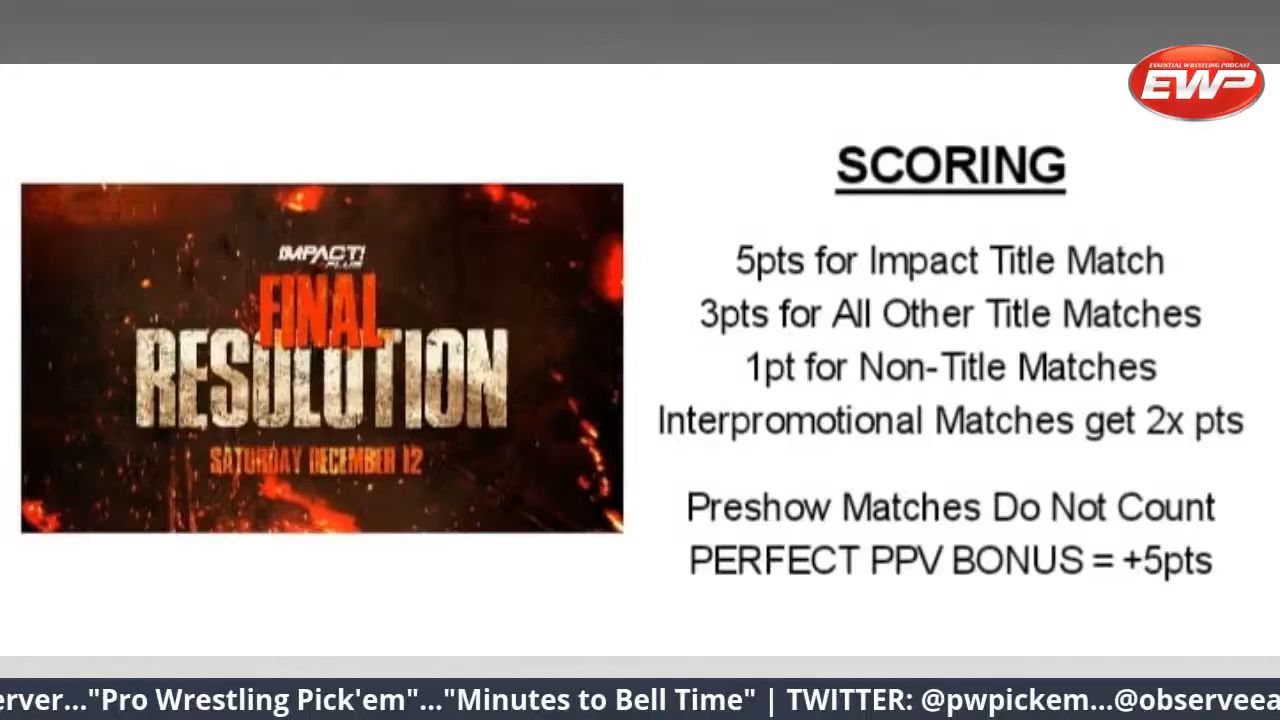 ESSENTIAL WRESTLING PODCAST
EWP
SCORING
IMPACT!
PLUS
FINAL
RESOLUTION
SATURDAY DECEMBER 12
5pts for Impact Title Match
3pts for All Other Title Matches
1pt for Non-Title Matches
Interpromotional Matches get 2x pts
Preshow Matches Do Not Count
PERFECT PPV BONUS = +5pts
erver..."Pro Wrestling Pick'em"..."Minutes to Bell Time" | TWITTER: @pwpickem...@observeea